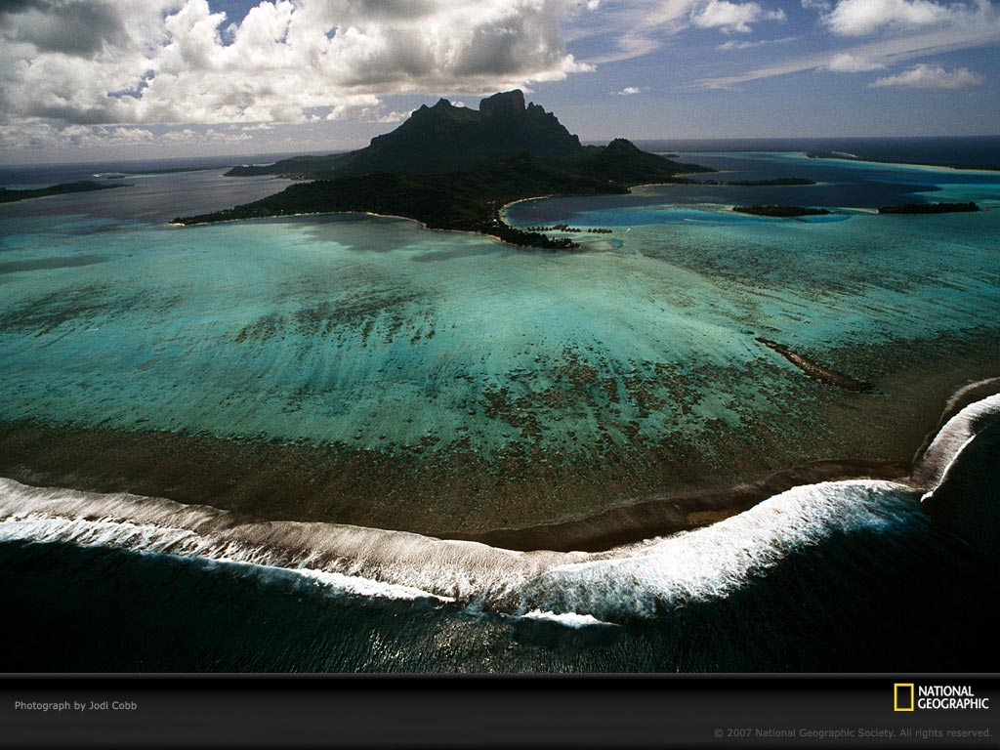 Photograph by Jodi Cobb
NATIONAL
GEOGRAPHIC
© 2007 National Geographic Society. All rights reserved.